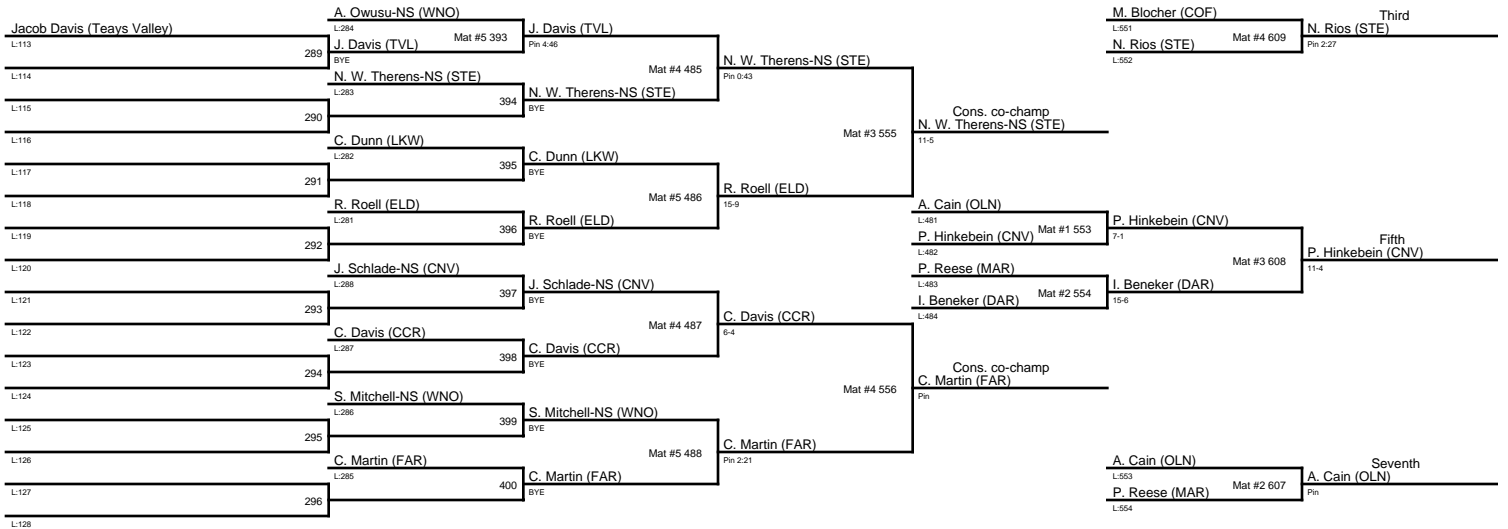 Jacob Davis (Teays Valley)
L:113
L:114
L:115
L:116
L:117
L:118
L:119
L:120
L:121
L:122
L:123
L:124
L:125
L:126
L:127
L:128
289
290
291
292
293
294
295
296
A. Owusu-NS (WNO)
L:284
J. Davis (TVL)
BYE
N. W. Therens-NS (STE)
L:283
C. Dunn (LKW)
L:282
R. Roell (ELD)
L:281
J. Schlade-NS (CNV)
L:288
C. Davis (CCR)
L:287
S. Mitchell-NS (WNO)
L:286
C. Martin (FAR)
L:285
Mat #5 393
394
395
396
397
398
399
400
J. Davis (TVL)
Pin 4:46
N. W. Therens-NS (STE)
BYE
C. Dunn (LKW)
BYE
R. Roell (ELD)
BYE
J. Schlade-NS (CNV)
BYE
C. Davis (CCR)
BYE
S. Mitchell-NS (WNO)
BYE
C. Martin (FAR)
BYE
Mat #4 485
Mat #5 486
Mat #4 487
Mat #5 488
N. W. Therens-NS (STE)
Pin 0:43
R. Roell (ELD)
15-9
C. Davis (CCR)
6-4
C. Martin (FAR)
Pin 2:21
Mat #3 555
Mat #4 556
Cons. co-champ
N. W. Therens-NS (STE)
11-5
Cons. co-champ
C. Martin (FAR)
Pin
M. Blocher (COF)
L:551
N. Rios (STE)
L:552
Mat #4 609
Third
N. Rios (STE)
Pin 2:27
A. Cain (OLN)
L:481
P. Hinkebein (CNV)
L:482
P. Reese (MAR)
L:483
I. Beneker (DAR)
L:484
Mat #1 553
Mat #2 554
P. Hinkebein (CNV)
7-1
I. Beneker (DAR)
15-6
Mat #3 608
Fifth
P. Hinkebein (CNV)
11-4
A. Cain (OLN)
L:553
P. Reese (MAR)
L:554
Mat #2 607
Seventh
A. Cain (OLN)
Pin